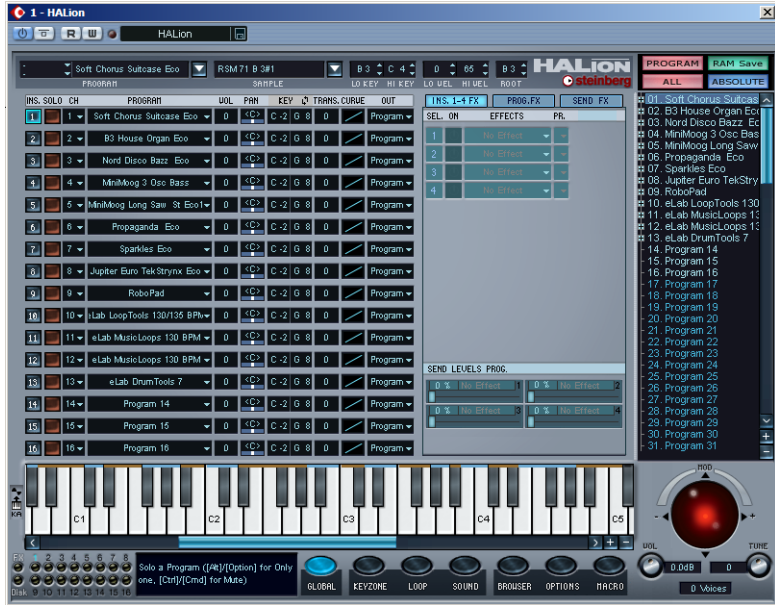 1 - HALion
R W HALion
Soft Chorus Suitcase Eco RSM71 B 3#1 B 3 C 4 0 65 B 3 HALion
PROGRAM SAMPLE LO KEY HI KEY LO VEL HI VEL ROOT steinberg
PROGRAM RAM Save
ALL ABSOLUTE
INS. SOLO CH PROGRAM VOL PAN KEY TRANS. CURVE OUT
1 1 Soft Chorus Suitcase Eco 0 <C> C -2 G 8 0 Program
2 2 B3 House Organ Eco 0 <C> C -2 G 8 0 Program
3 3 Nord Disco Bazz Eco 0 <C> C -2 G 8 0 Program
4 4 MiniMoog 3 Osc Bass 0 <C> C -2 G 8 0 Program
5 5 MiniMoog Long Saw St Eco1 0 <C> C -2 G 8 0 Program
6 6 Propaganda Eco 0 <C> C -2 G 8 0 Program
7 7 Sparkles Eco 0 <C> C -2 G 8 0 Program
8 8 Jupiter Euro TekStrynx Eco 0 <C> C -2 G 8 0 Program
9 9 RoboPad 0 <C> C -2 G 8 0 Program
10 10 eLab LoopTools 130/135 BPM 0 <C> C -2 G 8 0 Program
11 11 eLab MusicLoops 130 BPM 0 <C> C -2 G 8 0 Program
12 12 eLab MusicLoops 130 BPM 0 <C> C -2 G 8 0 Program
13 13 eLab DrumTools 7 0 <C> C -2 G 8 0 Program
14 14 Program 14 0 <C> C -2 G 8 0 Program
15 15 Program 15 0 <C> C -2 G 8 0 Program
16 16 Program 16 0 <C> C -2 G 8 0 Program
INS. 1-4 FX PROG.FX SEND FX
SEL. ON EFFECTS PR.
1 No Effect
2 No Effect
3 No Effect
4 No Effect
SEND LEVELS PROG.
0 % No Effect 1 0 % No Effect 2
0 % No Effect 3 0 % No Effect 4
01. Soft Chorus Suitcas
02. B3 House Organ Eco
03. Nord Disco Bazz Ec
04. MiniMoog 3 Osc Bas
05. MiniMoog Long Saw
06. Propaganda Eco
07. Sparkles Eco
08. Jupiter Euro TekStry
09. RoboPad
10. eLab LoopTools 130
11. eLab MusicLoops 13
12. eLab MusicLoops 13
13. eLab DrumTools 7
14. Program 14
15. Program 15
16. Program 16
17. Program 17
18. Program 18
19. Program 19
20. Program 20
21. Program 21
22. Program 22
23. Program 23
24. Program 24
25. Program 25
26. Program 26
27. Program 27
28. Program 28
29. Program 29
30. Program 30
31. Program 31
C1 C2 C3 C4 C5
KA
FX 1 2 3 4 5 6 7 8
Disk 9 10 11 12 13 14 15 16
Solo a Program ([Alt]/[Option] for Only
one, [Ctrl]/[Cmd] for Mute)
GLOBAL KEYZONE LOOP SOUND BROWSER OPTIONS MACRO
MOD
- +
VOL TUNE
0.0dB 0
0 Voices